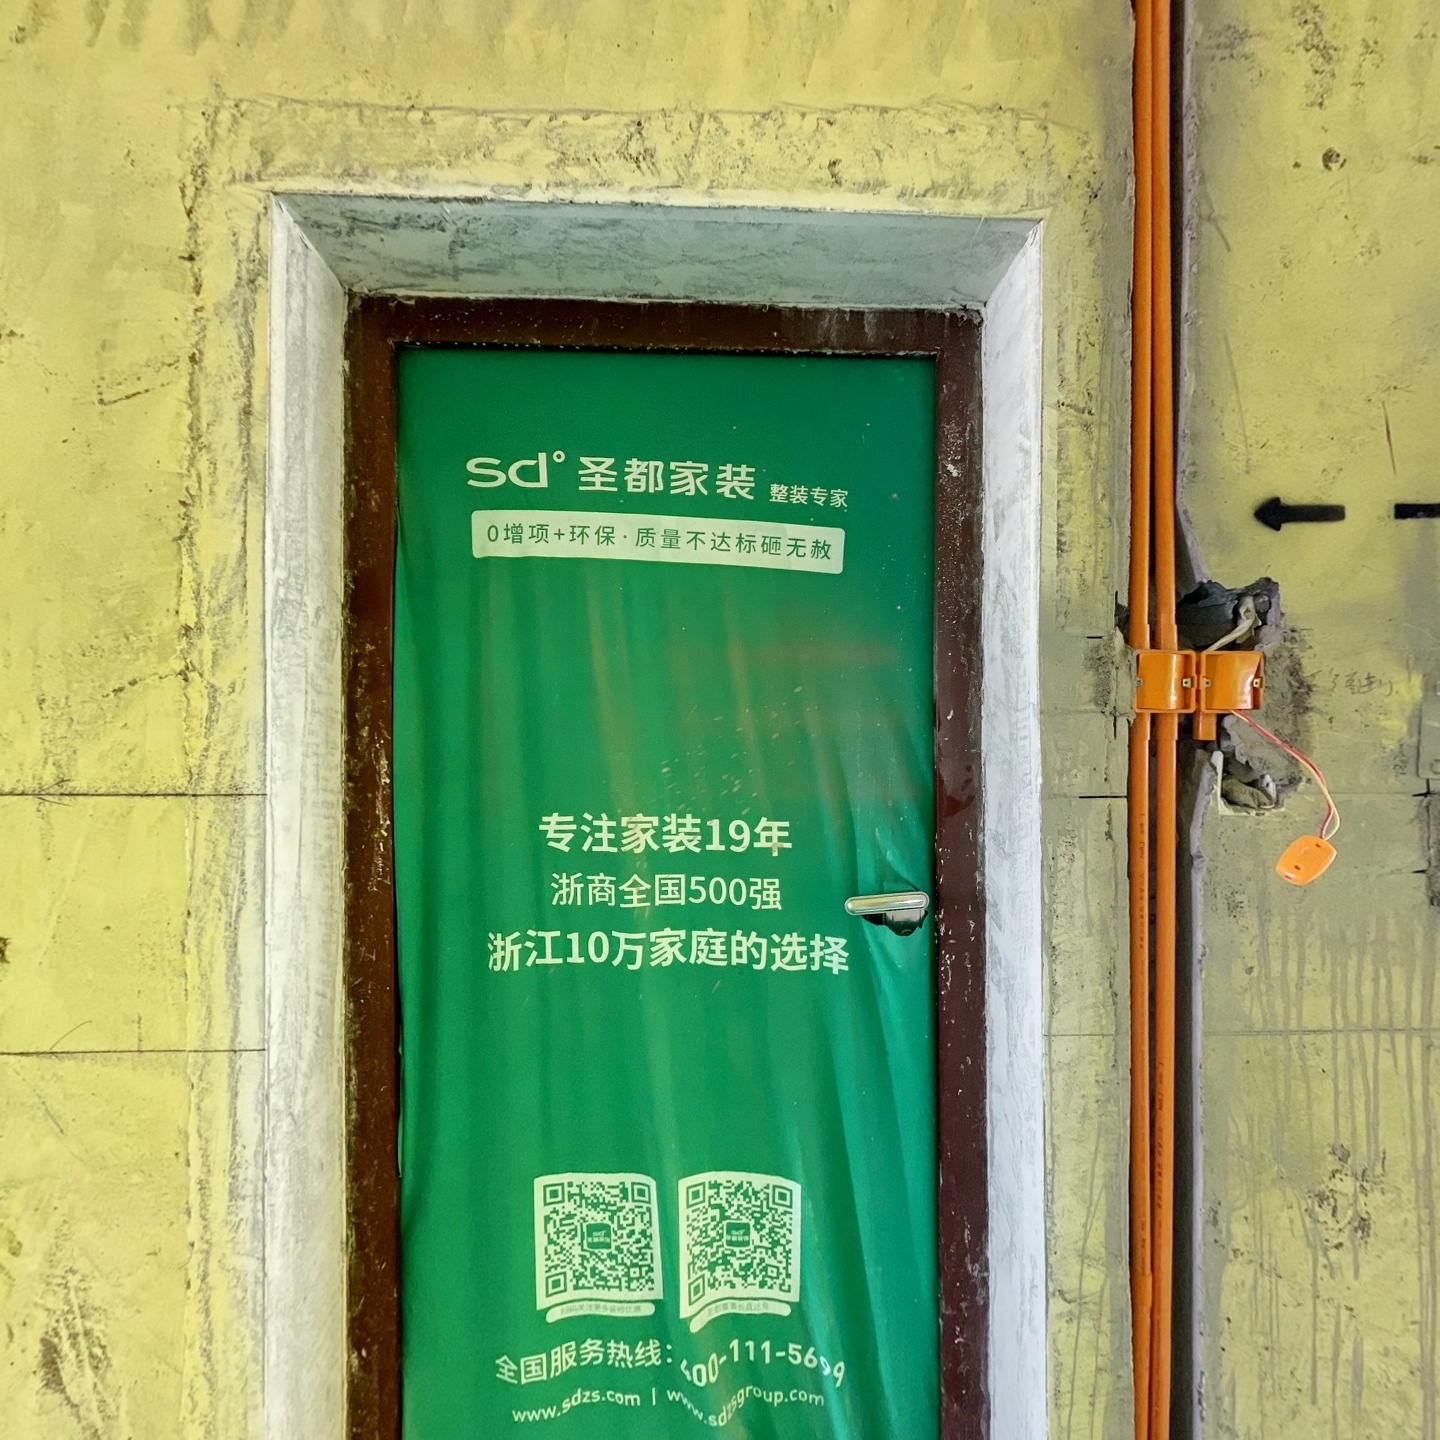 sd° 圣都家装 整装专家
0增项+环保·质量不达标砸无赦
专注家装19年
浙商全国500强
浙江10万家庭的选择
全国服务热线：400-111-5699
www.sdzs.com | www.sdzsgroup.com